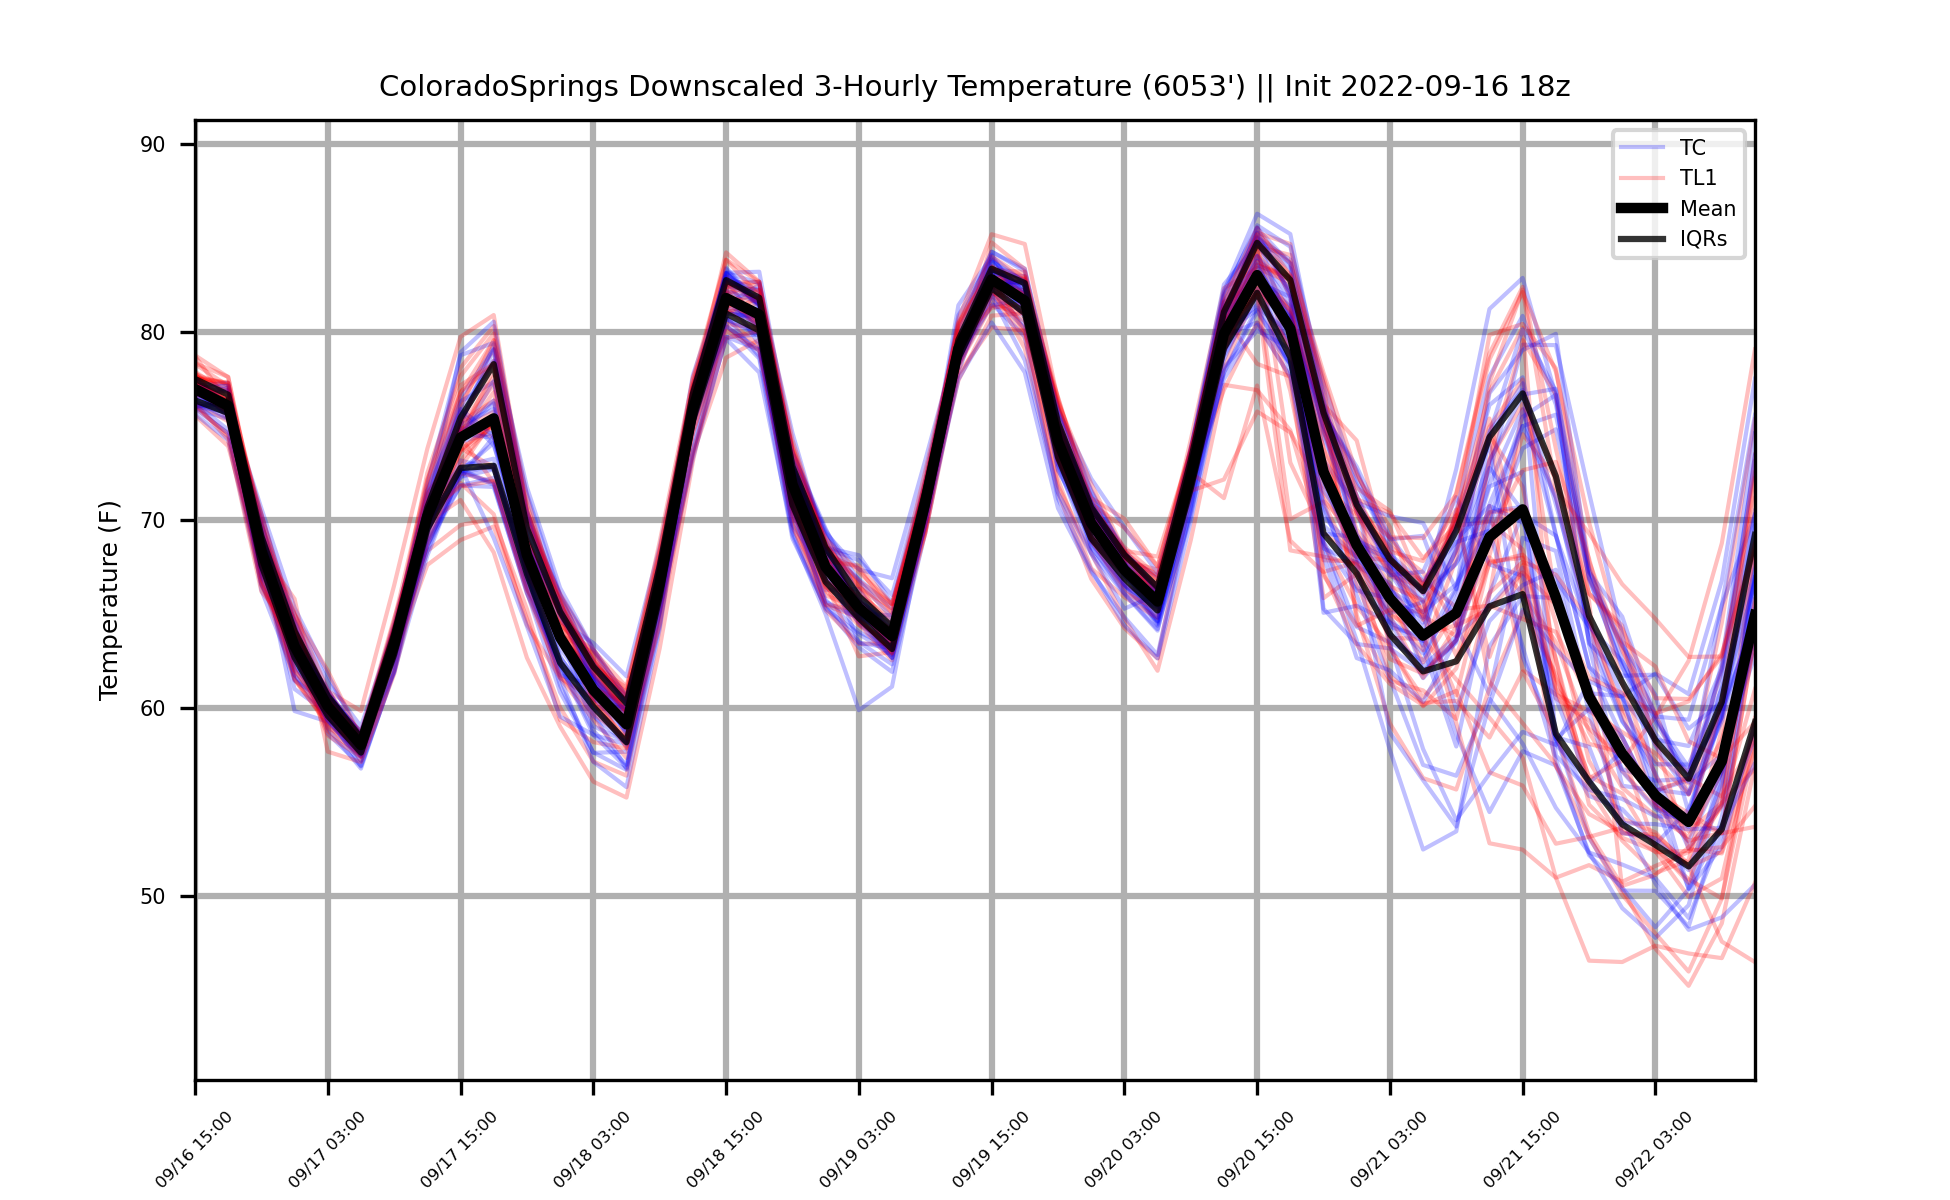 ColoradoSprings Downscaled 3-Hourly Temperature (6053') || Init 2022-09-16 18z
TC
TL1
Mean
IQRs
Temperature (F)
90
80
70
60
50
09/16 15:00
09/17 03:00
09/17 15:00
09/18 03:00
09/18 15:00
09/19 03:00
09/19 15:00
09/20 03:00
09/20 15:00
09/21 03:00
09/21 15:00
09/22 03:00